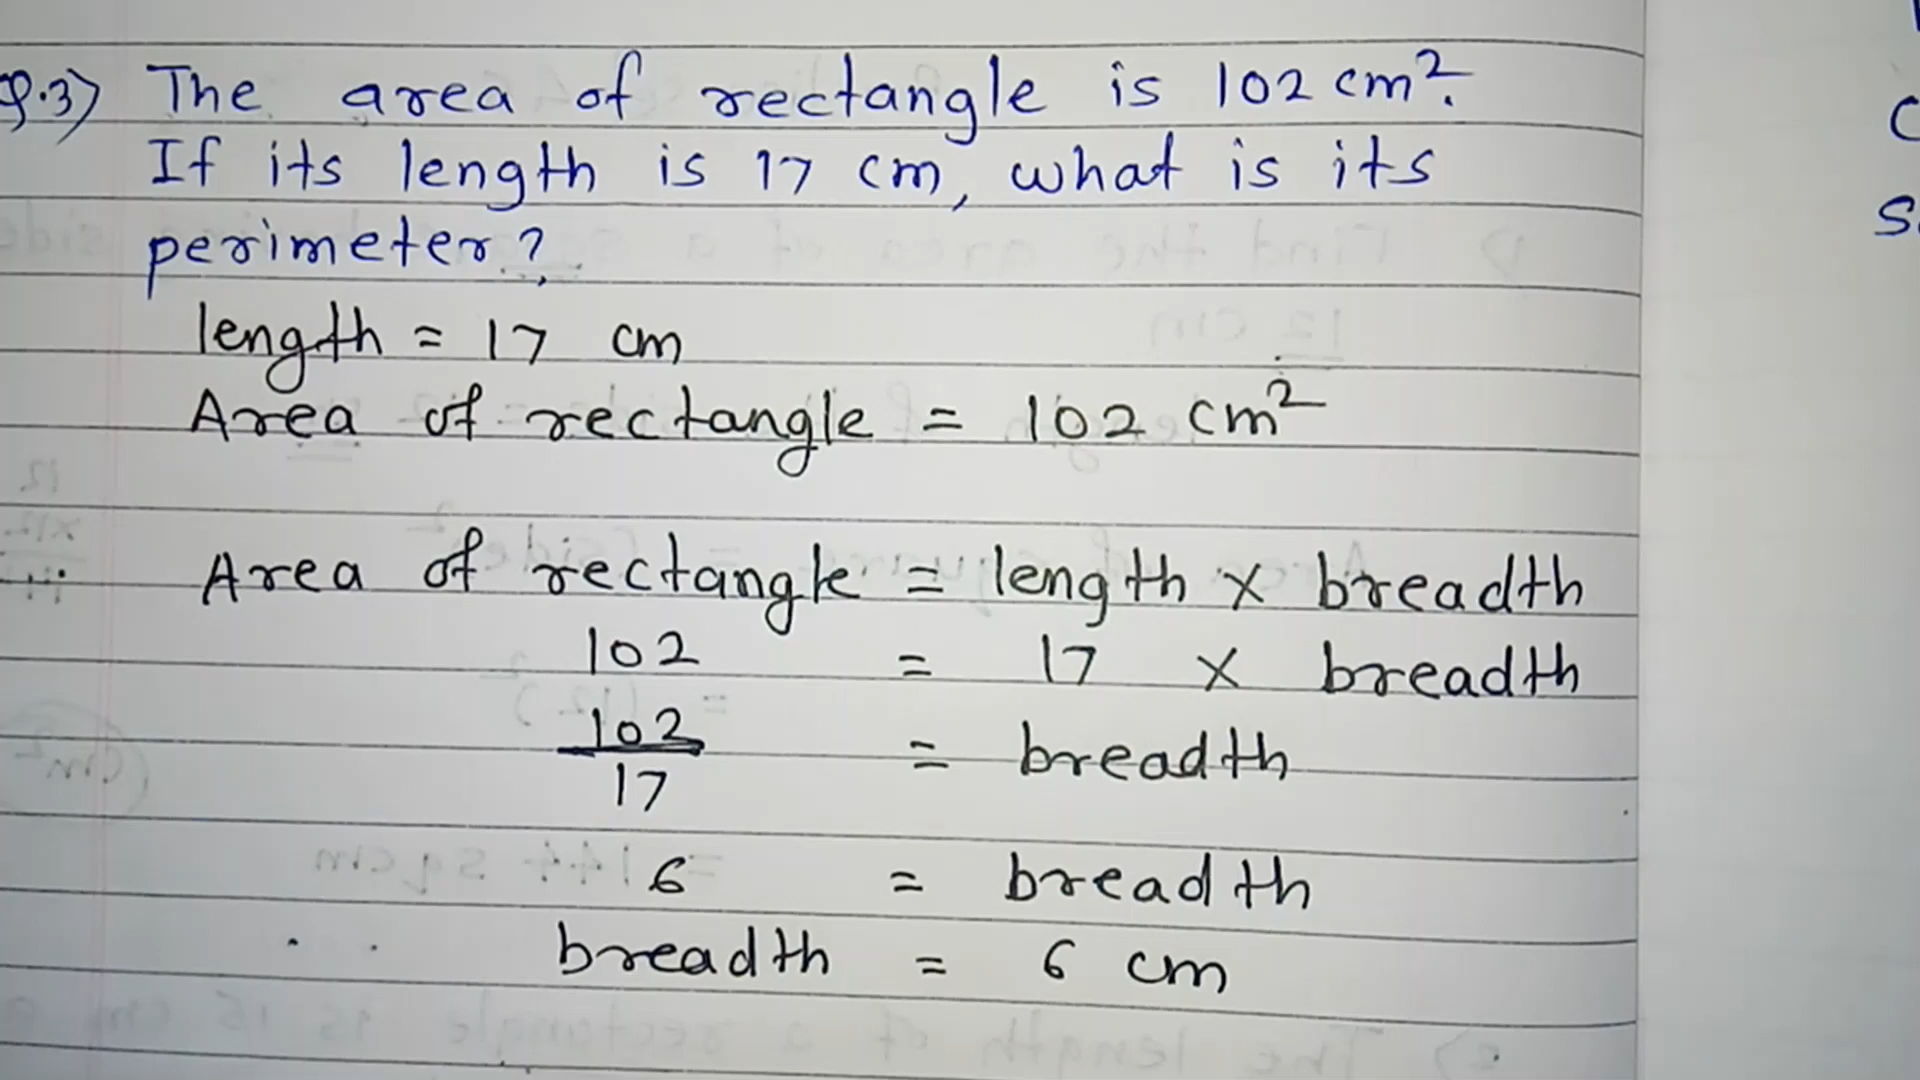 Q.3) The area of rectangle is 102 cm².
If its length is 17 cm, what is its
perimeter?
length = 17 cm
Area of rectangle = 102 cm²
Area of rectangle = length × breadth
102 = 17 × breadth
102/17 = breadth
6 = breadth
breadth = 6 cm